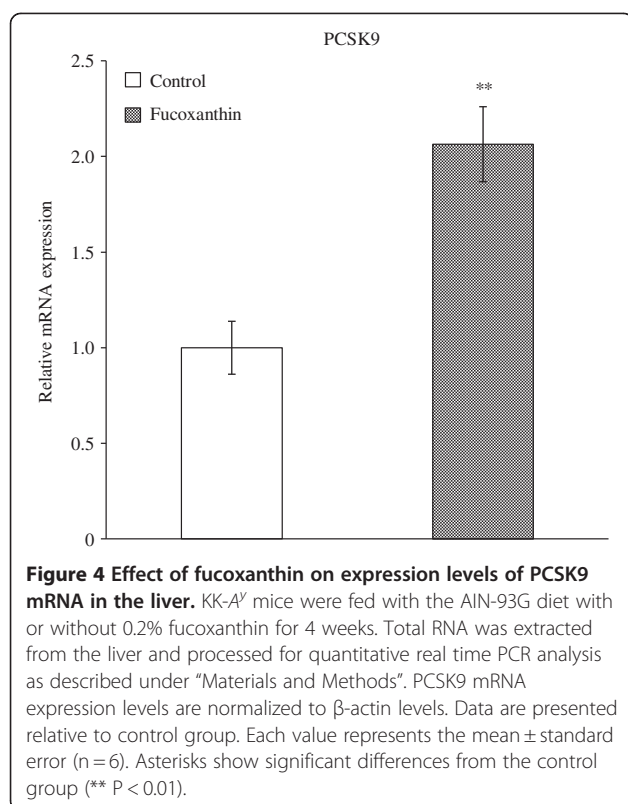 PCSK9
2.5
Control
Fucoxanthin
**
2.0
1.5
1.0
0.5
0
Relative mRNA expression
Figure 4 Effect of fucoxanthin on expression levels of PCSK9
mRNA in the liver. KK-Aʸ mice were fed with the AIN-93G diet with
or without 0.2% fucoxanthin for 4 weeks. Total RNA was extracted
from the liver and processed for quantitative real time PCR analysis
as described under “Materials and Methods”. PCSK9 mRNA
expression levels are normalized to β-actin levels. Data are presented
relative to control group. Each value represents the mean ± standard
error (n = 6). Asterisks show significant differences from the control
group (** P < 0.01).